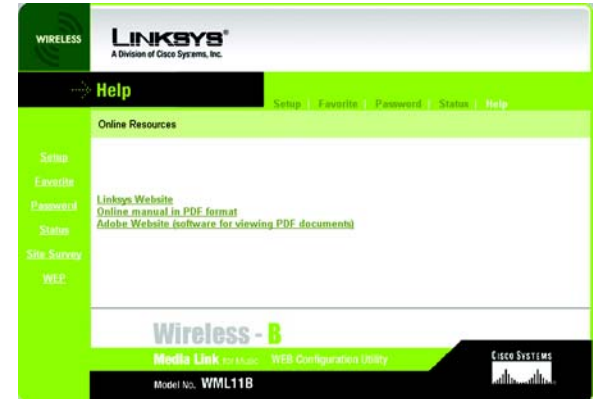 WIRELESS
LINKSYS®
A Division of Cisco Systems, Inc.
Help
Setup | Favorite | Password | Status | Help
Online Resources
Setup
Favorite
Password
Status
Site Survey
WEP
Linksys Website
Online manual in PDF format
Adobe Website (software for viewing PDF documents)
Wireless - B
Media Link for Music WEB Configuration Utility
Model No. WML11B
CISCO SYSTEMS